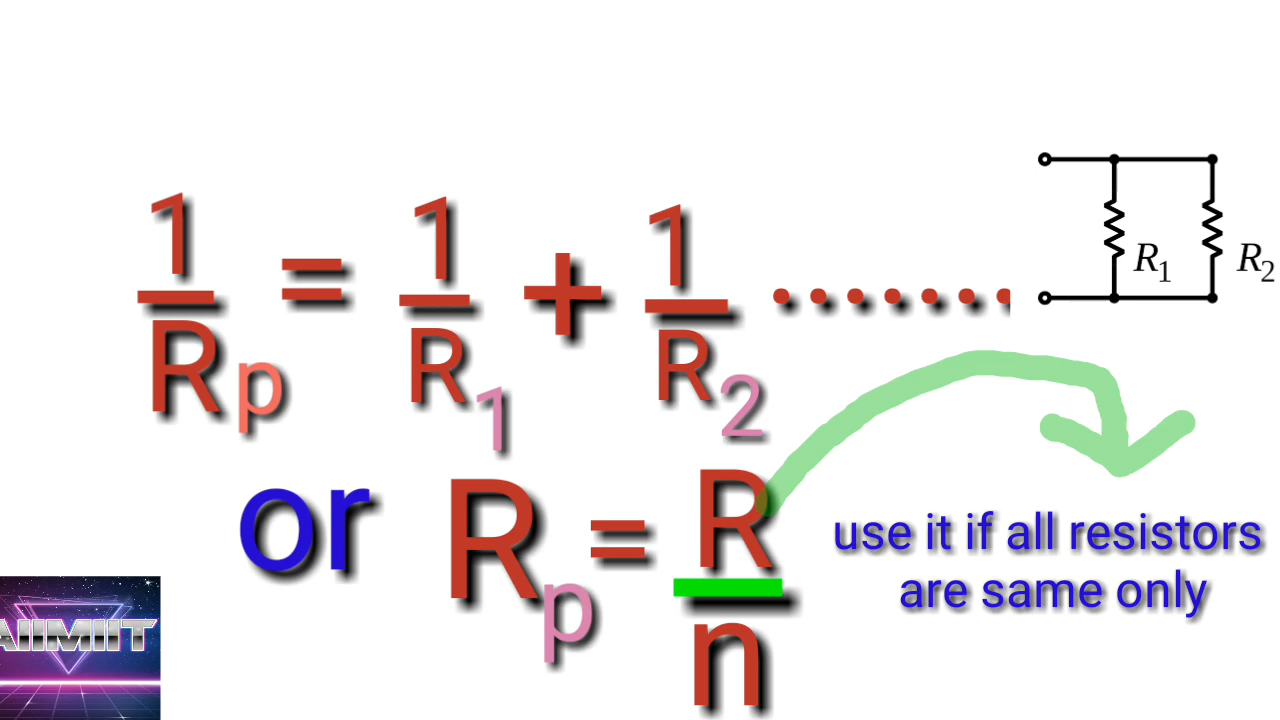 1/Rp = 1/R1 + 1/R2 .......
R1 R2
or Rp = R/n
use it if all resistors
are same only
AIIMIIT